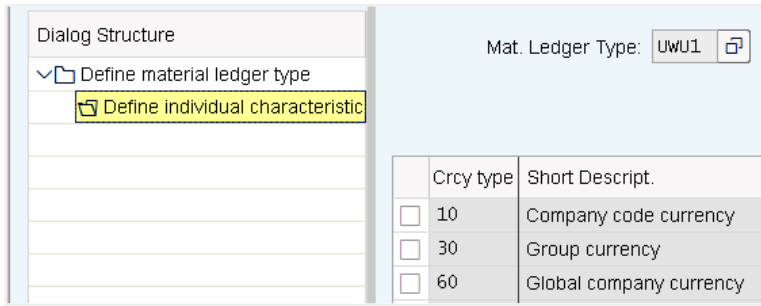 Dialog Structure
Define material ledger type
Define individual characteristic
Mat. Ledger Type: UWU1
Crcy type Short Descript.
10 Company code currency
30 Group currency
60 Global company currency